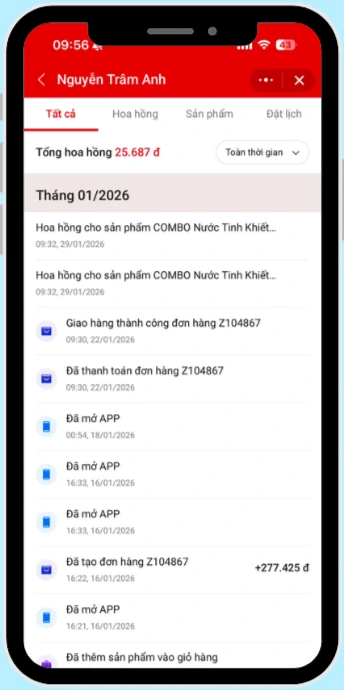 09:56
43
Nguyễn Trâm Anh
Tất cả
Hoa hồng
Sản phẩm
Đặt lịch
Tổng hoa hồng 25.687 đ
Toàn thời gian
Tháng 01/2026
Hoa hồng cho sản phẩm COMBO Nước Tinh Khiết...
09:32, 29/01/2026
Hoa hồng cho sản phẩm COMBO Nước Tinh Khiết...
09:32, 29/01/2026
Giao hàng thành công đơn hàng Z104867
09:30, 22/01/2026
Đã thanh toán đơn hàng Z104867
09:30, 22/01/2026
Đã mở APP
00:54, 18/01/2026
Đã mở APP
16:33, 16/01/2026
Đã mở APP
16:33, 16/01/2026
Đã tạo đơn hàng Z104867
+277.425 đ
16:22, 16/01/2026
Đã mở APP
16:21, 16/01/2026
Đã thêm sản phẩm vào giỏ hàng